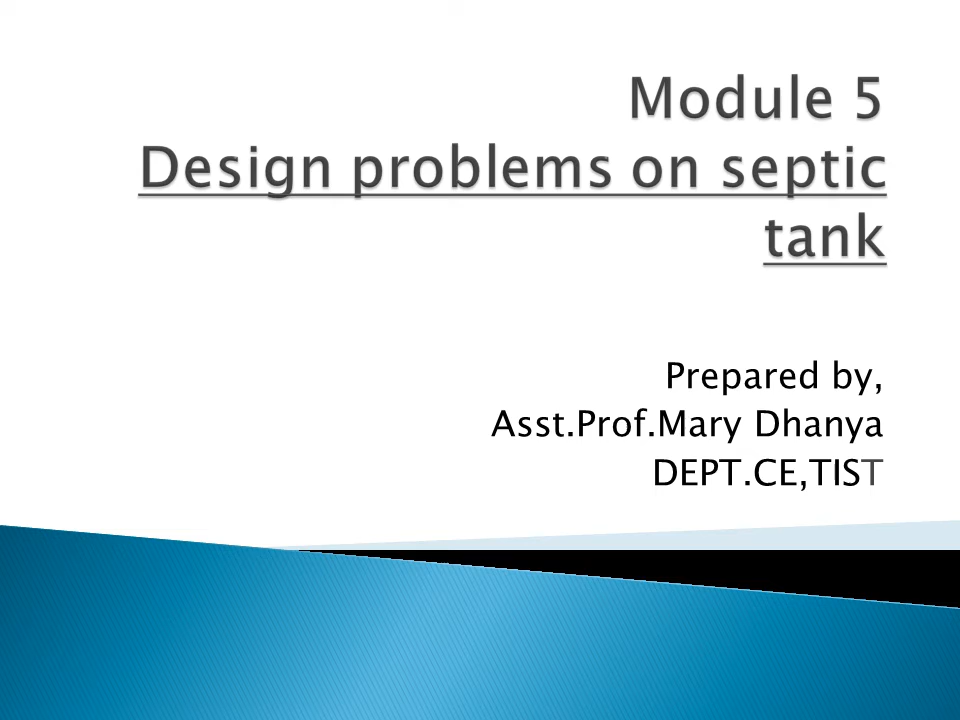 Module 5
Design problems on septic
tank
Prepared by,
Asst.Prof.Mary Dhanya
DEPT.CE,TIST